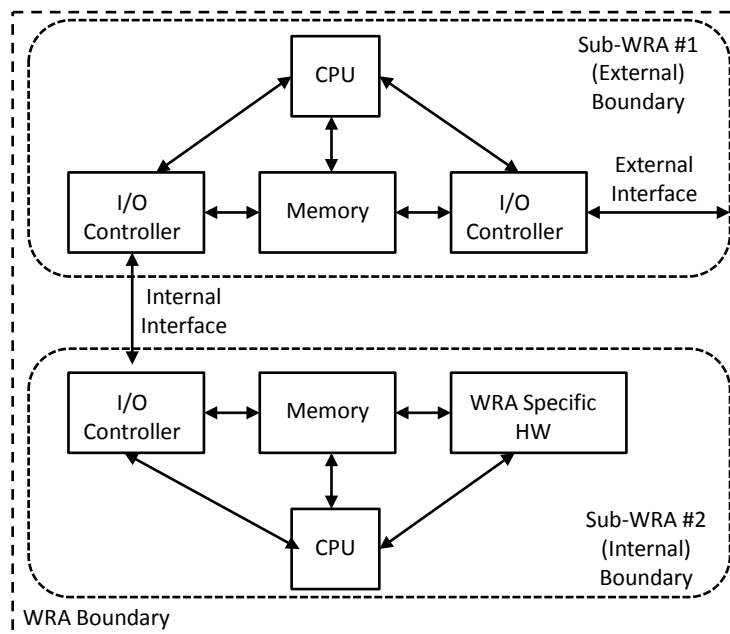 Sub-WRA #1
(External)
Boundary
CPU
External
Interface
I/O
Controller
Memory
I/O
Controller
Internal
Interface
I/O
Controller
Memory
WRA Specific
HW
CPU
Sub-WRA #2
(Internal)
Boundary
WRA Boundary